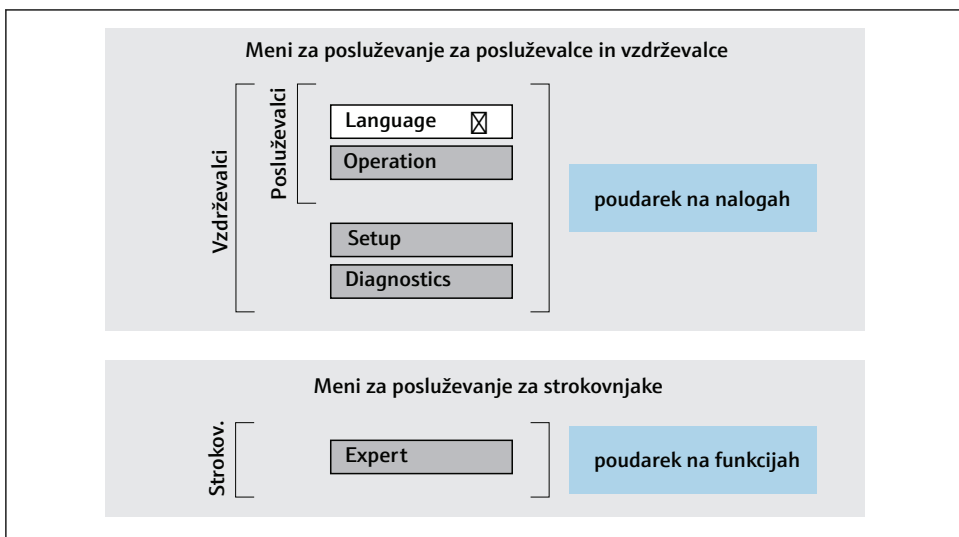 Meni za posluževanje za posluževalce in vzdrževalce
Vzdrževalci
Posluževalci
Language
Operation
Setup
Diagnostics
poudarek na nalogah
Meni za posluževanje za strokovnjake
Strokov.
Expert
poudarek na funkcijah